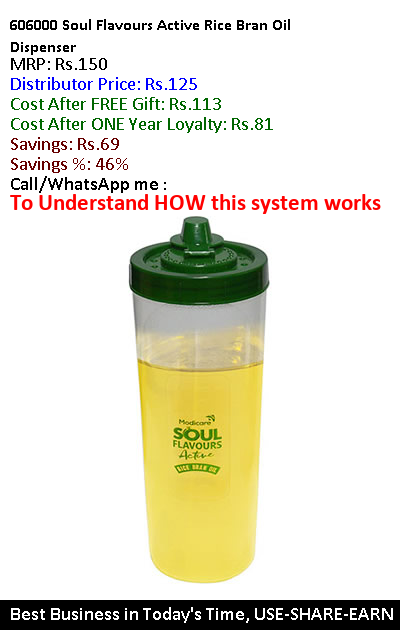 606000 Soul Flavours Active Rice Bran Oil
Dispenser
MRP: Rs.150
Distributor Price: Rs.125
Cost After FREE Gift: Rs.113
Cost After ONE Year Loyalty: Rs.81
Savings: Rs.69
Savings %: 46%
Call/WhatsApp me :
To Understand HOW this system works
Modicare
SOUL
FLAVOURS
Active
RICE BRAN OIL
Best Business in Today's Time, USE-SHARE-EARN